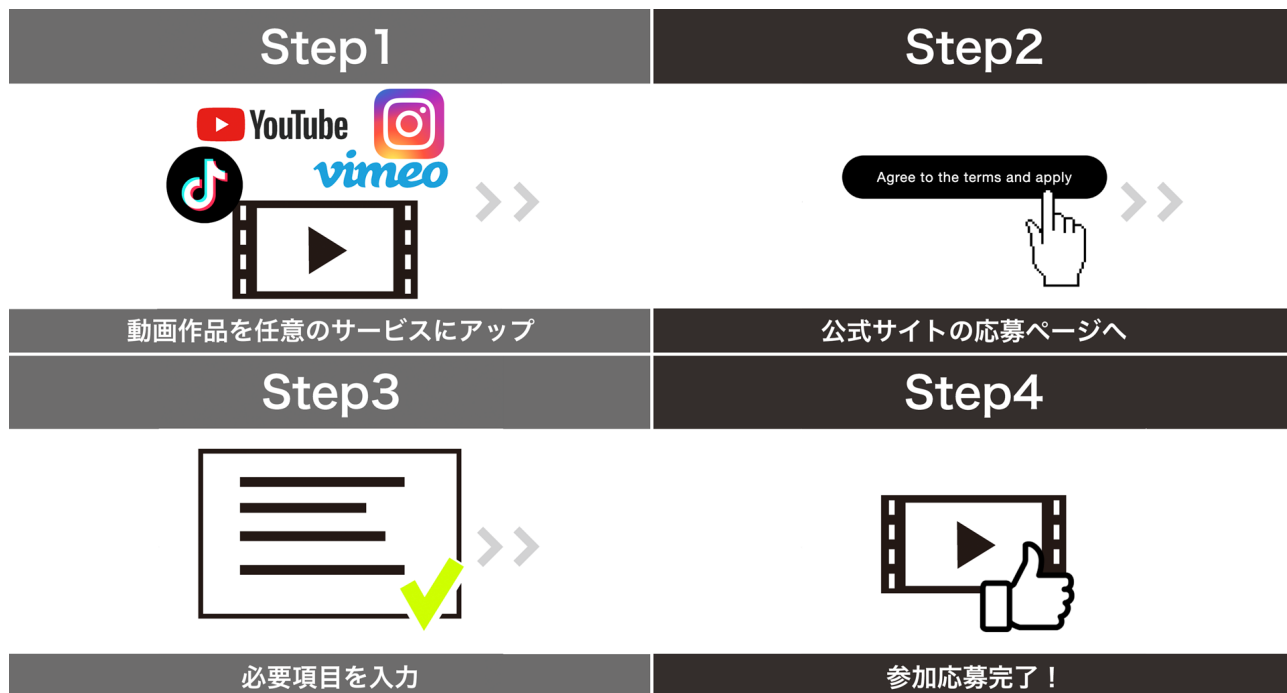 Step1
Step2
YouTube
vimeo
Agree to the terms and apply
動画作品を任意のサービスにアップ
公式サイトの応募ページへ
Step3
Step4
必要項目を入力
参加応募完了！